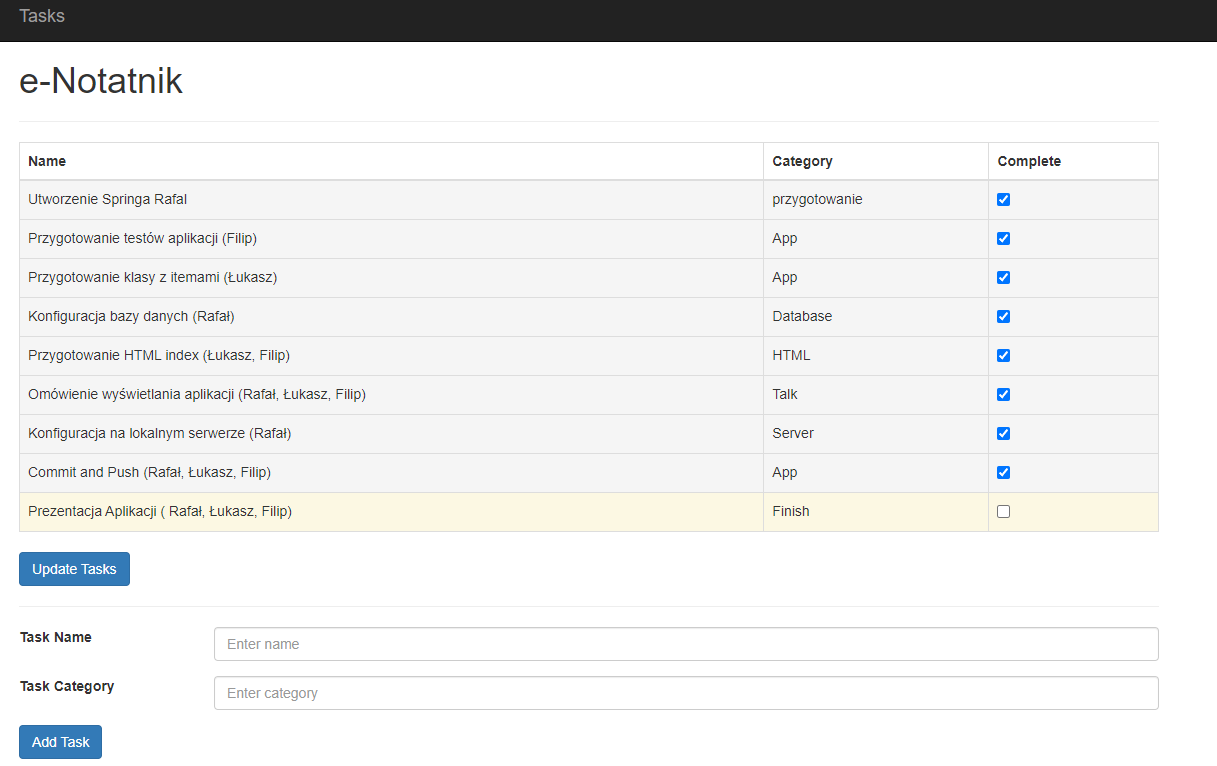 Tasks
e-Notatnik
Name Category Complete
Utworzenie Springa Rafal przygotowanie
Przygotowanie testów aplikacji (Filip) App
Przygotowanie klasy z itemami (Łukasz) App
Konfiguracja bazy danych (Rafał) Database
Przygotowanie HTML index (Łukasz, Filip) HTML
Omówienie wyświetlania aplikacji (Rafał, Łukasz, Filip) Talk
Konfiguracja na lokalnym serwerze (Rafał) Server
Commit and Push (Rafał, Łukasz, Filip) App
Prezentacja Aplikacji ( Rafał, Łukasz, Filip) Finish
Update Tasks
Task Name Enter name
Task Category Enter category
Add Task